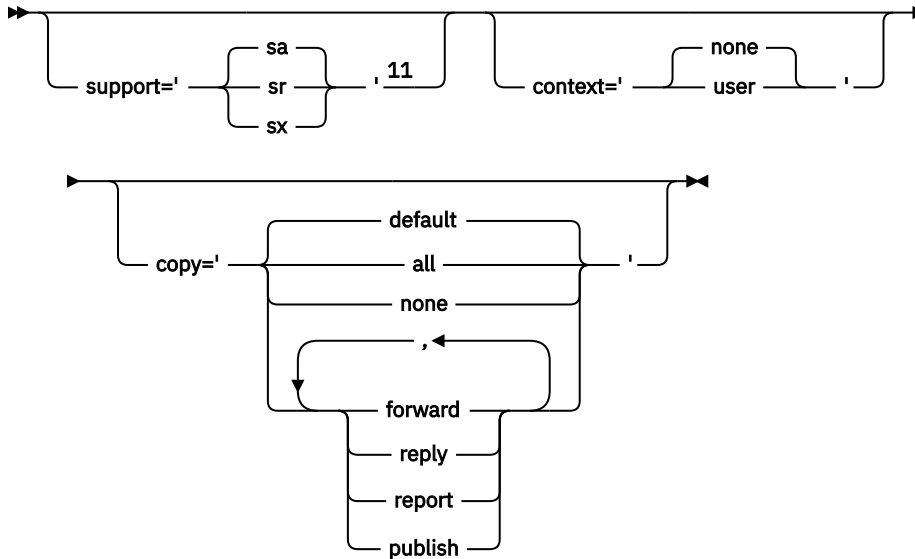 sa none
support=' sr ' 11 context=' user '
sx
default
copy=' all '
none
,
forward
reply
report
publish